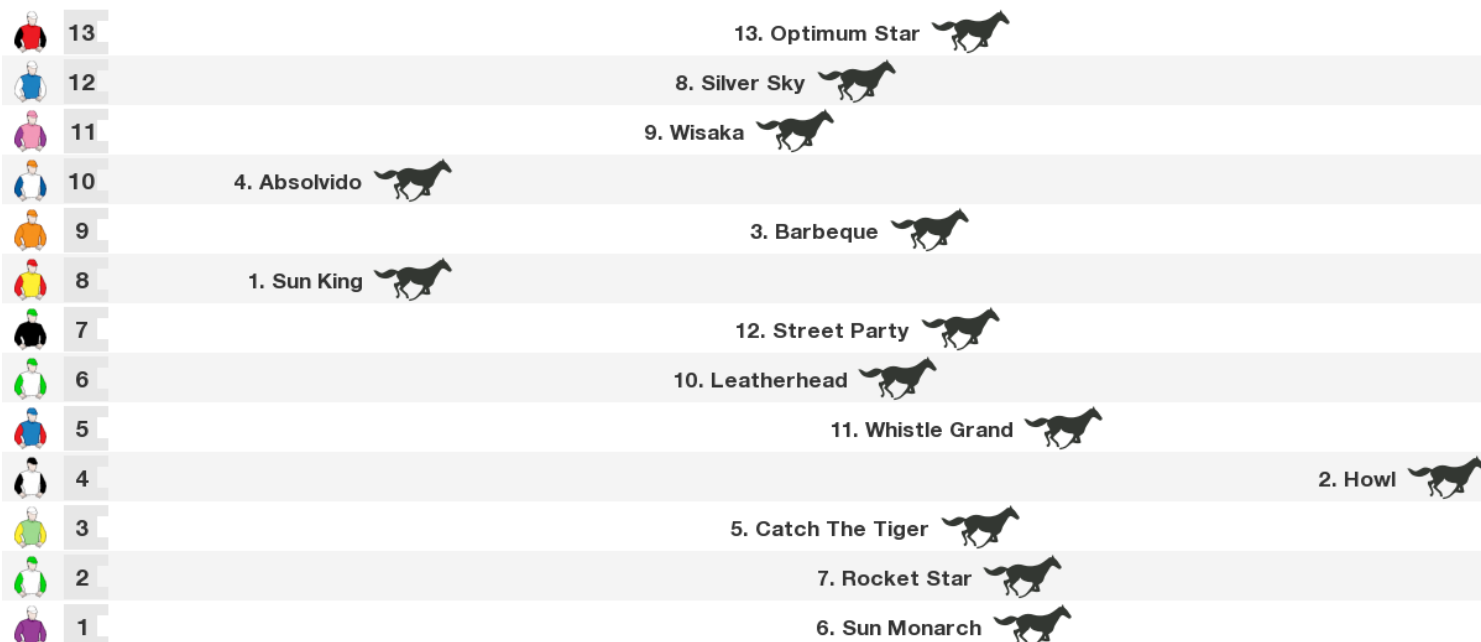 13 13. Optimum Star
12 8. Silver Sky
11 9. Wisaka
10 4. Absolvido
9 3. Barbeque
8 1. Sun King
7 12. Street Party
6 10. Leatherhead
5 11. Whistle Grand
4 2. Howl
3 5. Catch The Tiger
2 7. Rocket Star
1 6. Sun Monarch